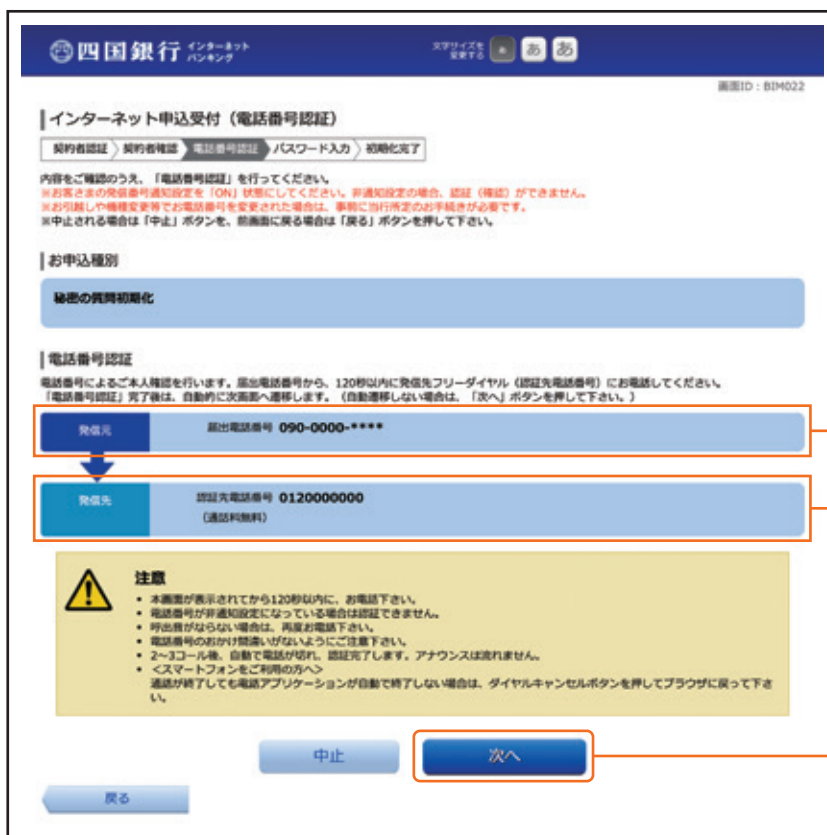 四国銀行 インターネットバンキング
文字サイズを変更する あ あ あ
画面ID：BIM022
インターネット申込受付（電話番号認証）
契約者認証 契約者確認 電話番号認証 パスワード入力 初期化完了
内容をご確認のうえ、「電話番号認証」を行ってください。
※お客さまの発信番号通知設定を「ON」状態にしてください。非通知設定の場合、認証（確認）ができません。
※お引越しや機種変更等でお電話番号を変更された場合は、事前に当行所定のお手続きが必要です。
※中止される場合は「中止」ボタンを、前画面に戻る場合は「戻る」ボタンを押して下さい。
お申込種別
秘密の質問初期化
電話番号認証
電話番号によるご本人確認を行います。届出電話番号から、120秒以内に発信先フリーダイヤル（認証先電話番号）にお電話してください。
「電話番号認証」完了後は、自動的に次画面へ遷移します。（自動遷移しない場合は、「次へ」ボタンを押して下さい。）
発信元 届出電話番号 090-0000-****
発信先 認証先電話番号 0120000000
（通話料無料）
注意
• 本画面が表示されてから120秒以内に、お電話下さい。
• 電話番号が非通知設定になっている場合は認証できません。
• 呼出音がならない場合は、再度お電話下さい。
• 電話番号のおかけ間違いがないようにご注意下さい。
• 2～3コール後、自動で電話が切れ、認証完了します。アナウンスは流れません。
• ＜スマートフォンをご利用の方へ＞
通話が終了しても電話アプリケーションが自動で終了しない場合は、ダイヤルキャンセルボタンを押してブラウザに戻って下さ
い。
中止 次へ
戻る